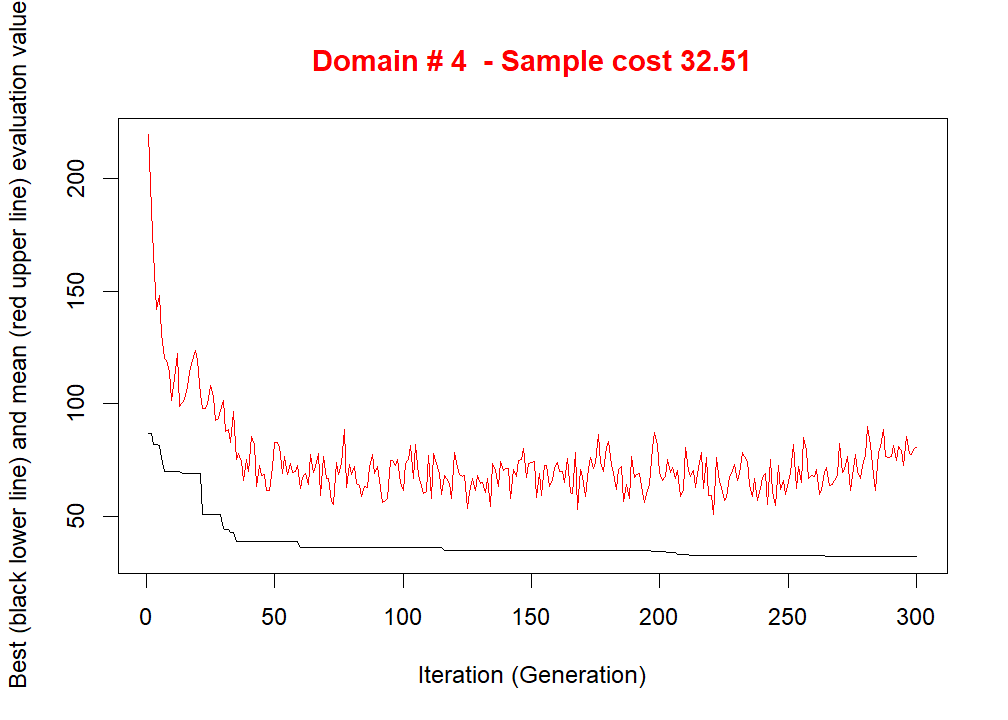 Domain # 4  - Sample cost 32.51
Best (black lower line) and mean (red upper line) evaluation value
200
150
100
50
0 50 100 150 200 250 300
Iteration (Generation)